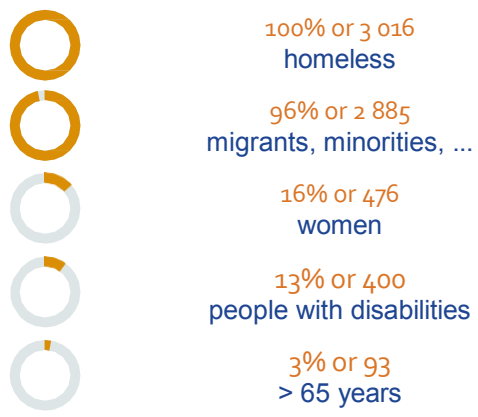 100% or 3 016
homeless
96% or 2 885
migrants, minorities, ...
16% or 476
women
13% or 400
people with disabilities
3% or 93
> 65 years